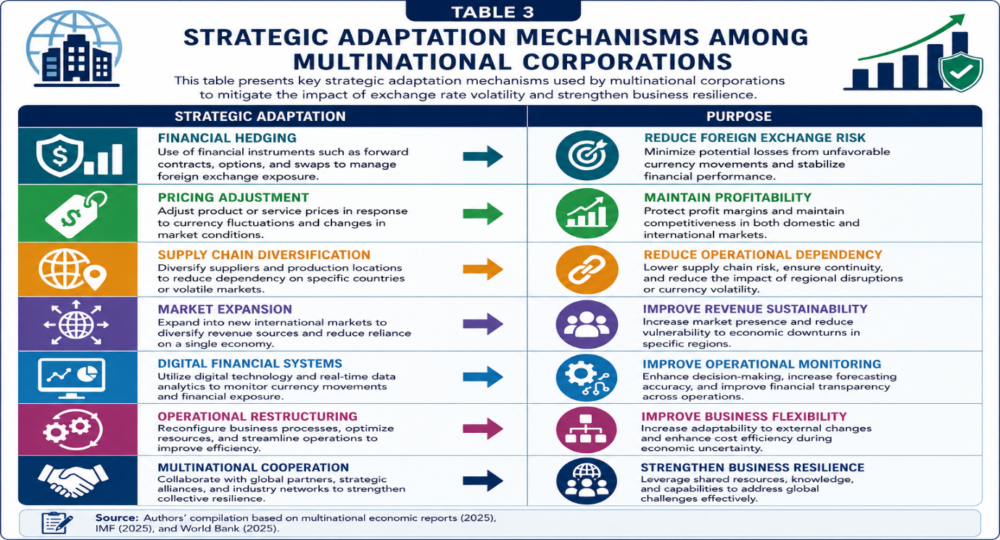 TABLE 3
STRATEGIC ADAPTATION MECHANISMS AMONG
MULTINATIONAL CORPORATIONS
This table presents key strategic adaptation mechanisms used by multinational corporations
to mitigate the impact of exchange rate volatility and strengthen business resilience.
STRATEGIC ADAPTATION
PURPOSE
$
FINANCIAL HEDGING
Use of financial instruments such as forward
contracts, options, and swaps to manage
foreign exchange exposure.
REDUCE FOREIGN EXCHANGE RISK
Minimize potential losses from unfavorable
currency movements and stabilize
financial performance.
$
PRICING ADJUSTMENT
Adjust product or service prices in response
to currency fluctuations and changes in
market conditions.
MAINTAIN PROFITABILITY
Protect profit margins and maintain
competitiveness in both domestic and
international markets.
SUPPLY CHAIN DIVERSIFICATION
Diversify suppliers and production locations
to reduce dependency on specific countries
or volatile markets.
REDUCE OPERATIONAL DEPENDENCY
Lower supply chain risk, ensure continuity,
and reduce the impact of regional disruptions
or currency volatility.
MARKET EXPANSION
Expand into new international markets to
diversify revenue sources and reduce reliance
on a single economy.
IMPROVE REVENUE SUSTAINABILITY
Increase market presence and reduce
vulnerability to economic downturns in
specific regions.
DIGITAL FINANCIAL SYSTEMS
Utilize digital technology and real-time data
analytics to monitor currency movements
and financial exposure.
IMPROVE OPERATIONAL MONITORING
Enhance decision-making, increase forecasting
accuracy, and improve financial transparency
across operations.
OPERATIONAL RESTRUCTURING
Reconfigure business processes, optimize
resources, and streamline operations to
improve efficiency.
IMPROVE BUSINESS FLEXIBILITY
Increase adaptability to external changes
and enhance cost efficiency during
economic uncertainty.
MULTINATIONAL COOPERATION
Collaborate with global partners, strategic
alliances, and industry networks to strengthen
collective resilience.
STRENGTHEN BUSINESS RESILIENCE
Leverage shared resources, knowledge,
and capabilities to address global
challenges effectively.
Source: Authors' compilation based on multinational economic reports (2025),
IMF (2025), and World Bank (2025).